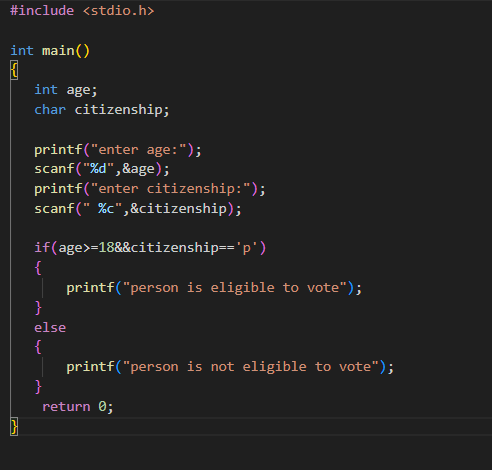 #include <stdio.h>
int main()
{
int age;
char citizenship;
printf("enter age:");
scanf("%d",&age);
printf("enter citizenship:");
scanf(" %c",&citizenship);
if(age>=18&&citizenship=='p')
{
printf("person is eligible to vote");
}
else
{
printf("person is not eligible to vote");
}
return 0;
}